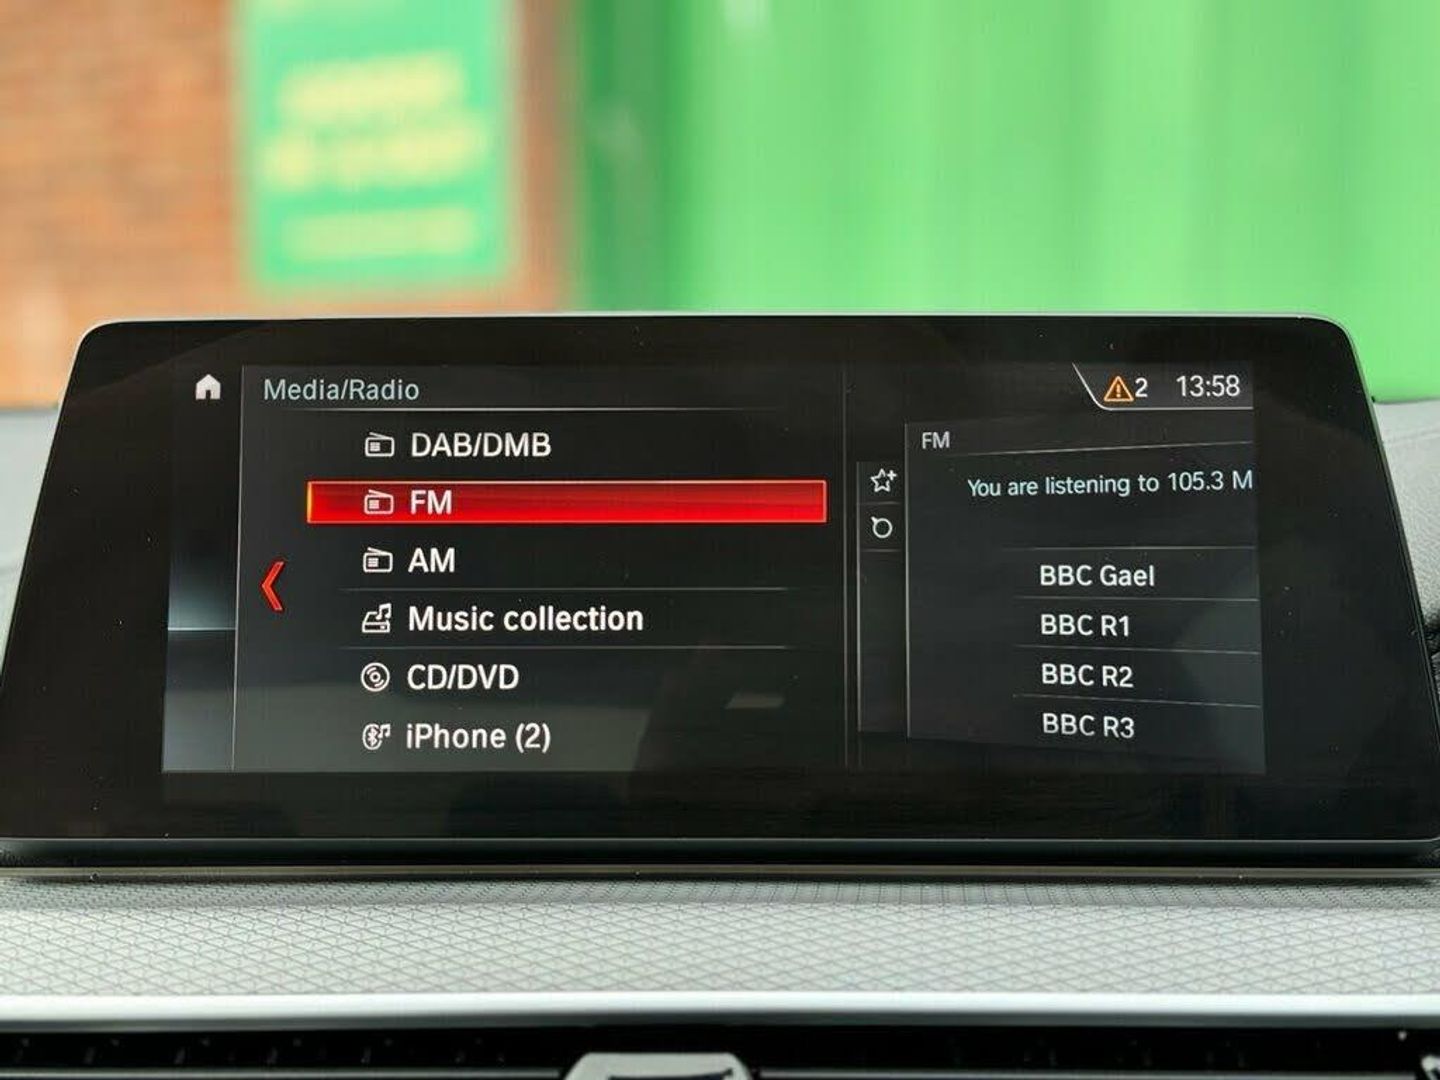 Media/Radio
2 13:58
DAB/DMB
FM
AM
Music collection
CD/DVD
iPhone (2)
FM
You are listening to 105.3 M
BBC Gael
BBC R1
BBC R2
BBC R3